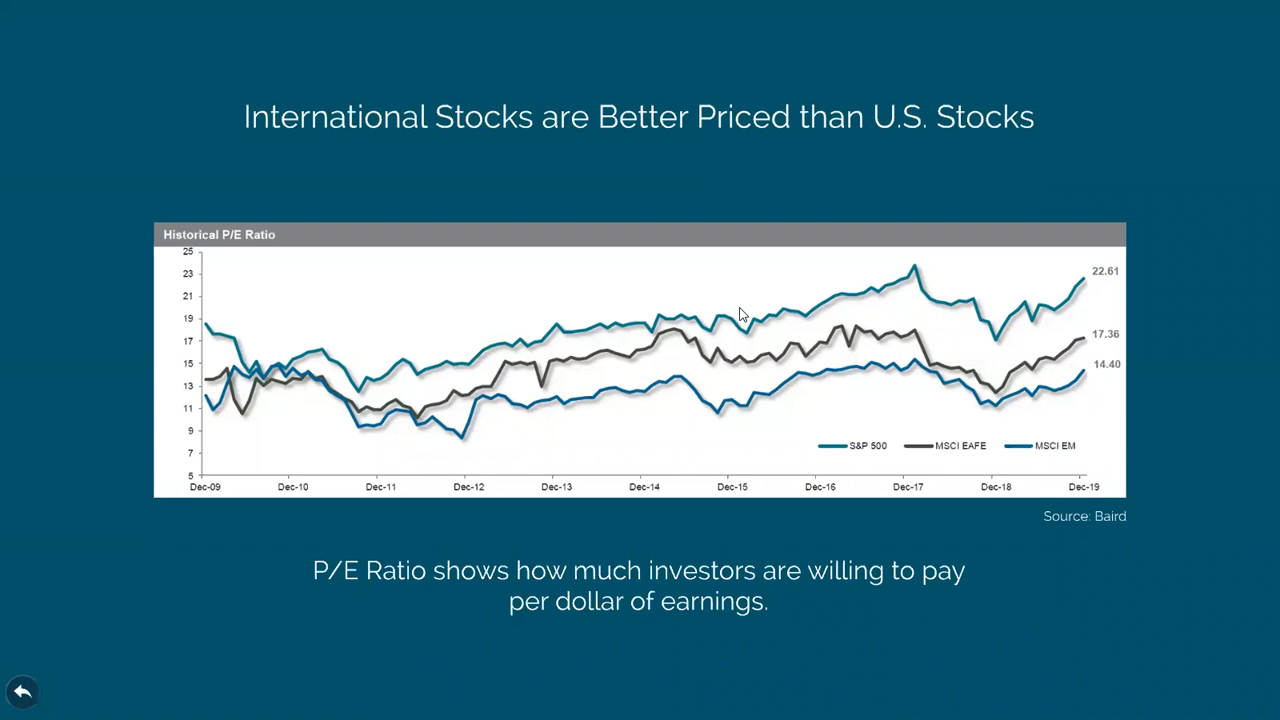 International Stocks are Better Priced than U.S. Stocks
Historical P/E Ratio
25
23
21
19
17
15
13
11
9
7
5
22.61
17.36
14.40
S&P 500
MSCI EAFE
MSCI EM
Dec-09
Dec-10
Dec-11
Dec-12
Dec-13
Dec-14
Dec-15
Dec-16
Dec-17
Dec-18
Dec-19
Source: Baird
P/E Ratio shows how much investors are willing to pay
per dollar of earnings.